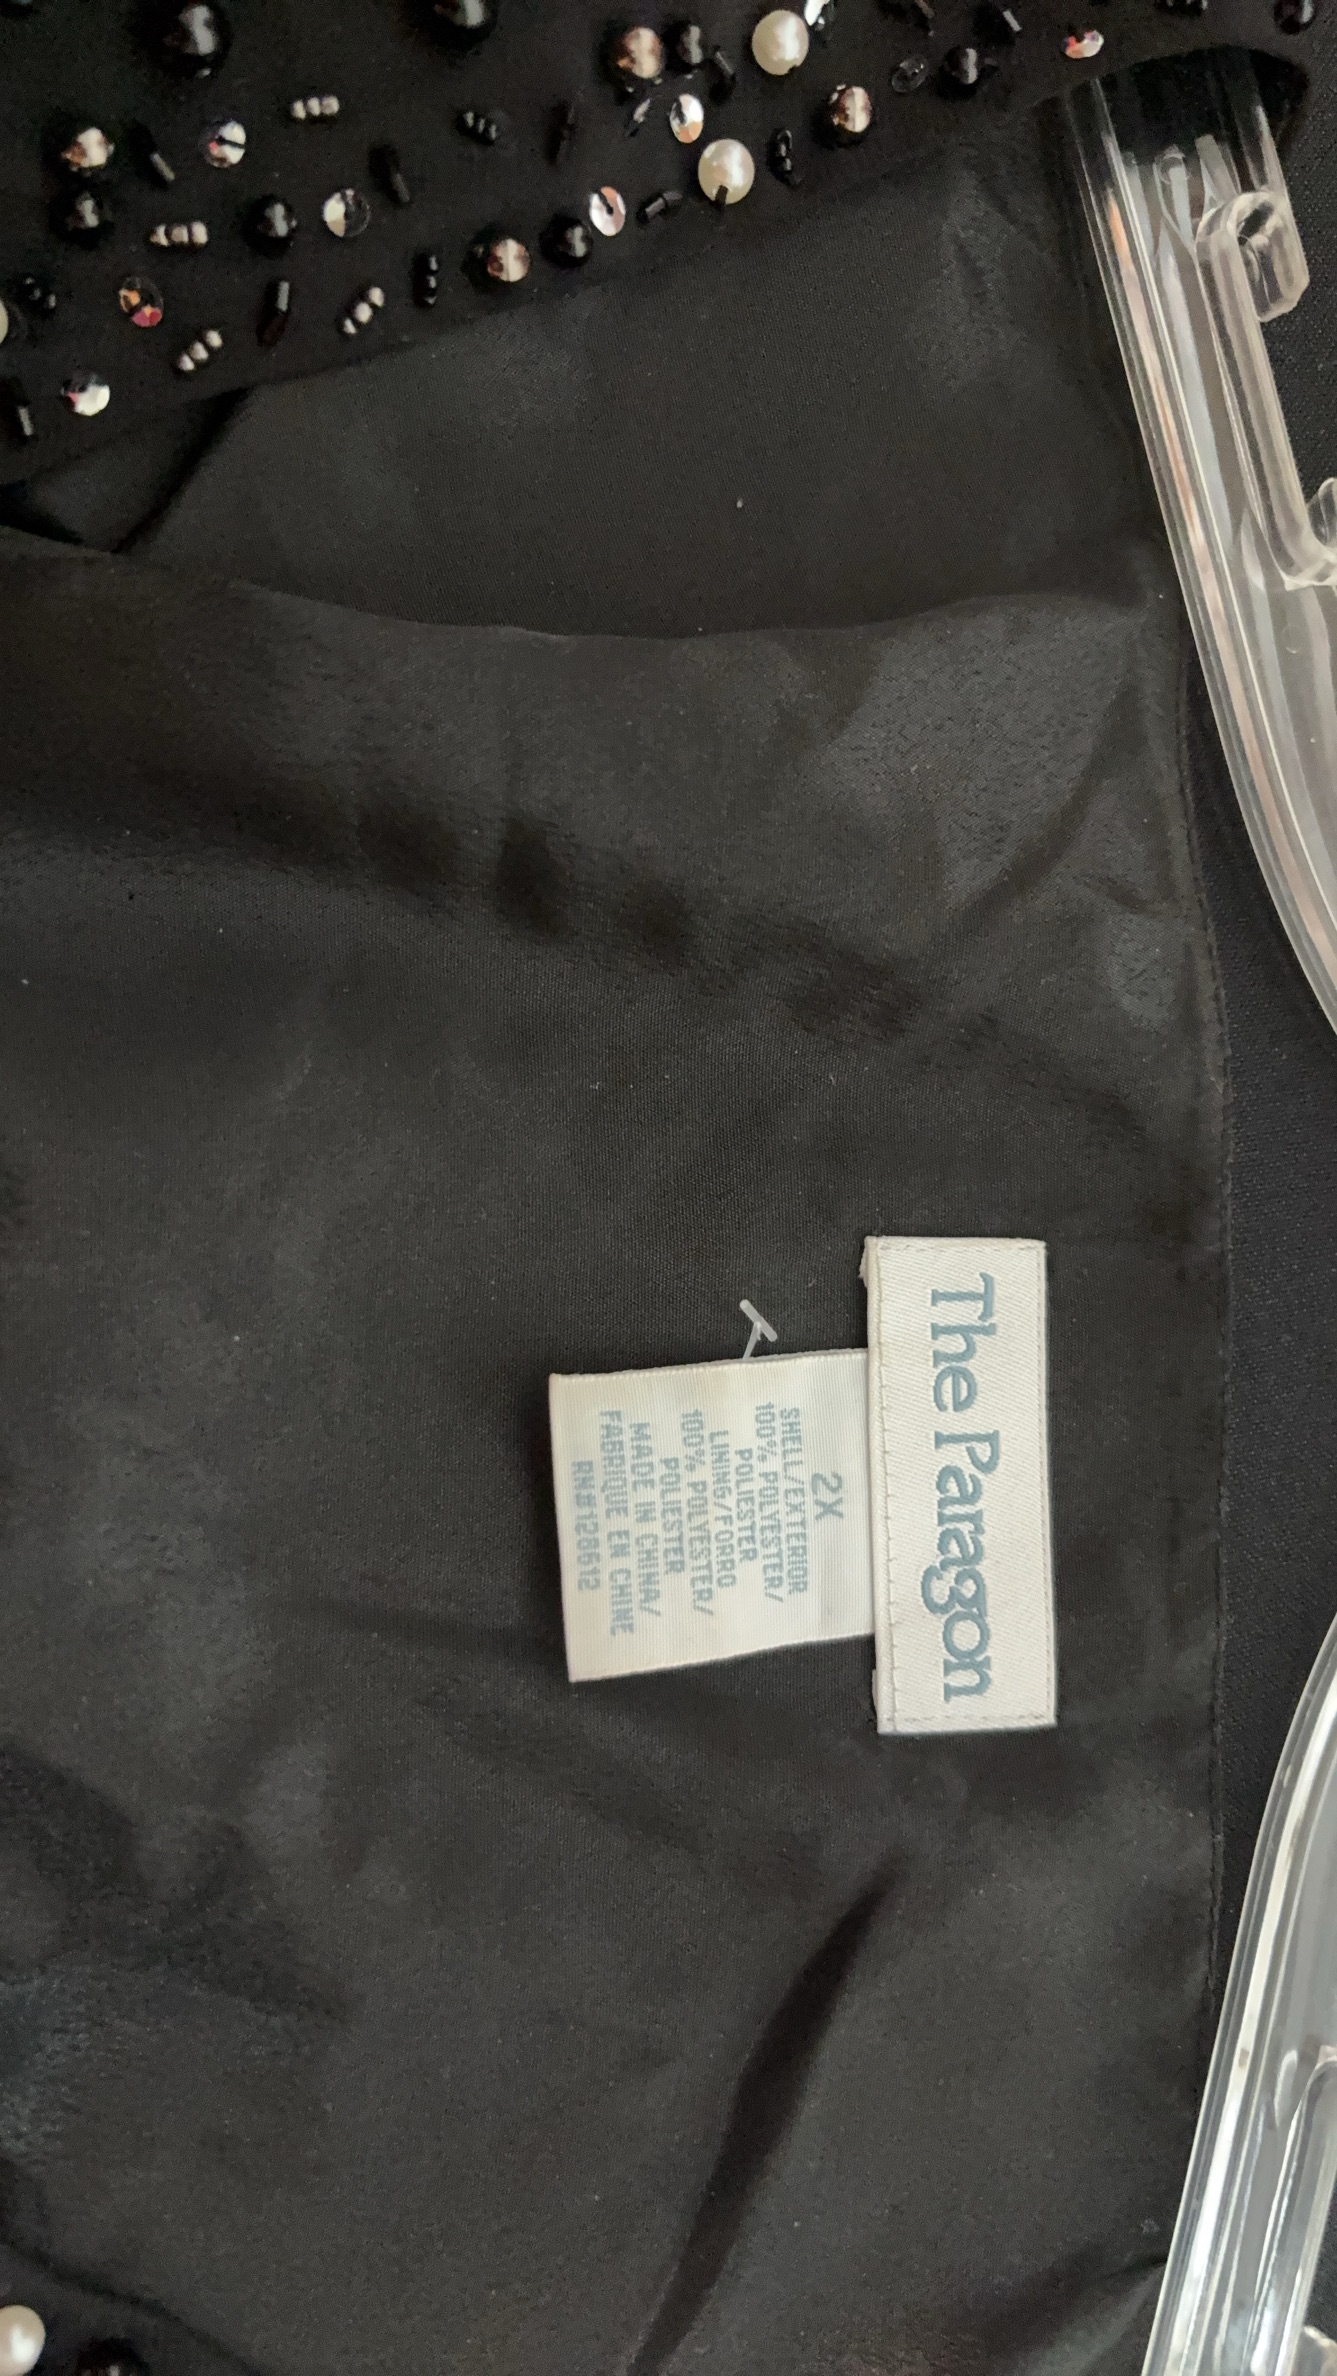 The Paragon
2X
SHELL/EXTERIOR
100% POLYESTER/
POLIESTER
LINING/FORRO
100% POLYESTER/
POLIESTER
MADE IN CHINA/
FABRIQUE EN CHINE
RN#128612